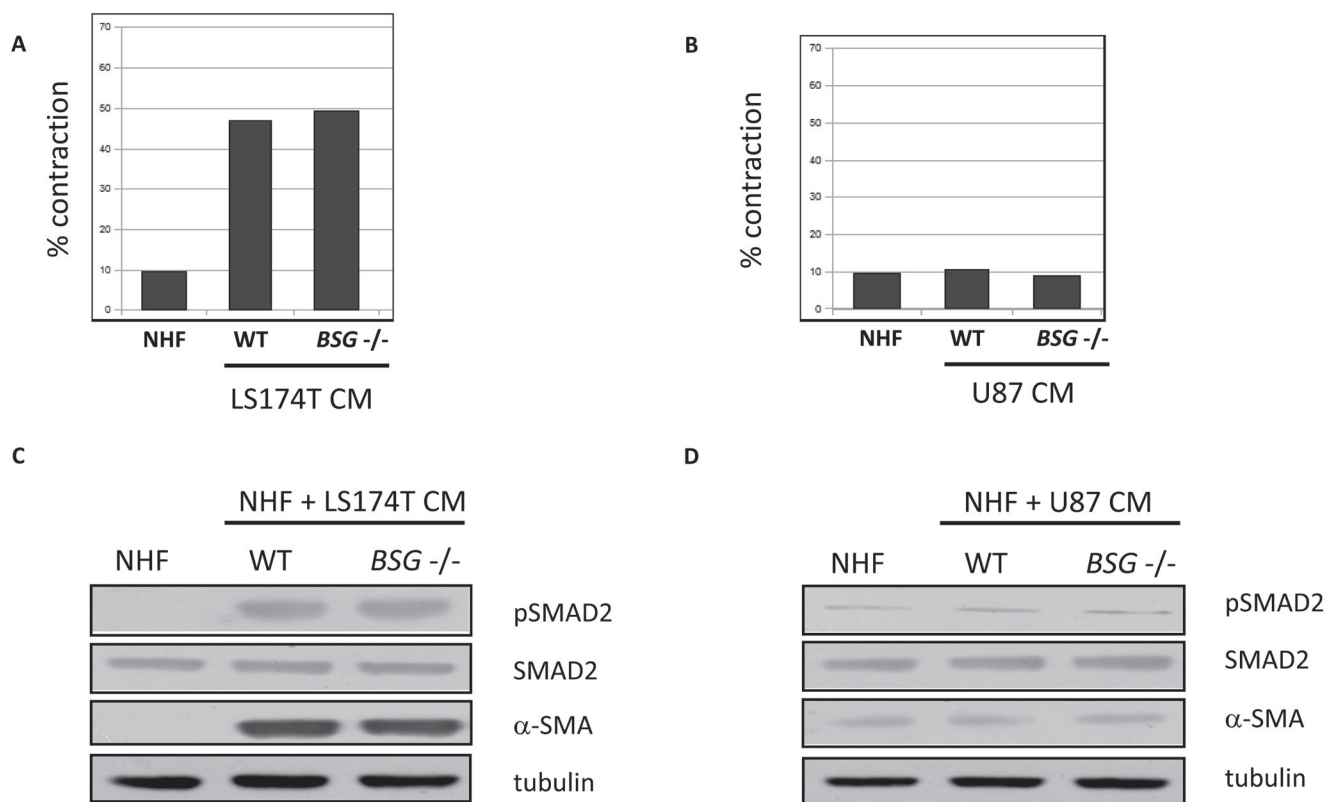 A
% contraction
70
60
50
40
30
20
10
0
NHF WT BSG -/-
LS174T CM
B
% contraction
70
60
50
40
30
20
10
0
NHF WT BSG -/-
U87 CM
C
NHF + LS174T CM
NHF WT BSG -/-
pSMAD2
SMAD2
α-SMA
tubulin
D
NHF + U87 CM
NHF WT BSG -/-
pSMAD2
SMAD2
α-SMA
tubulin